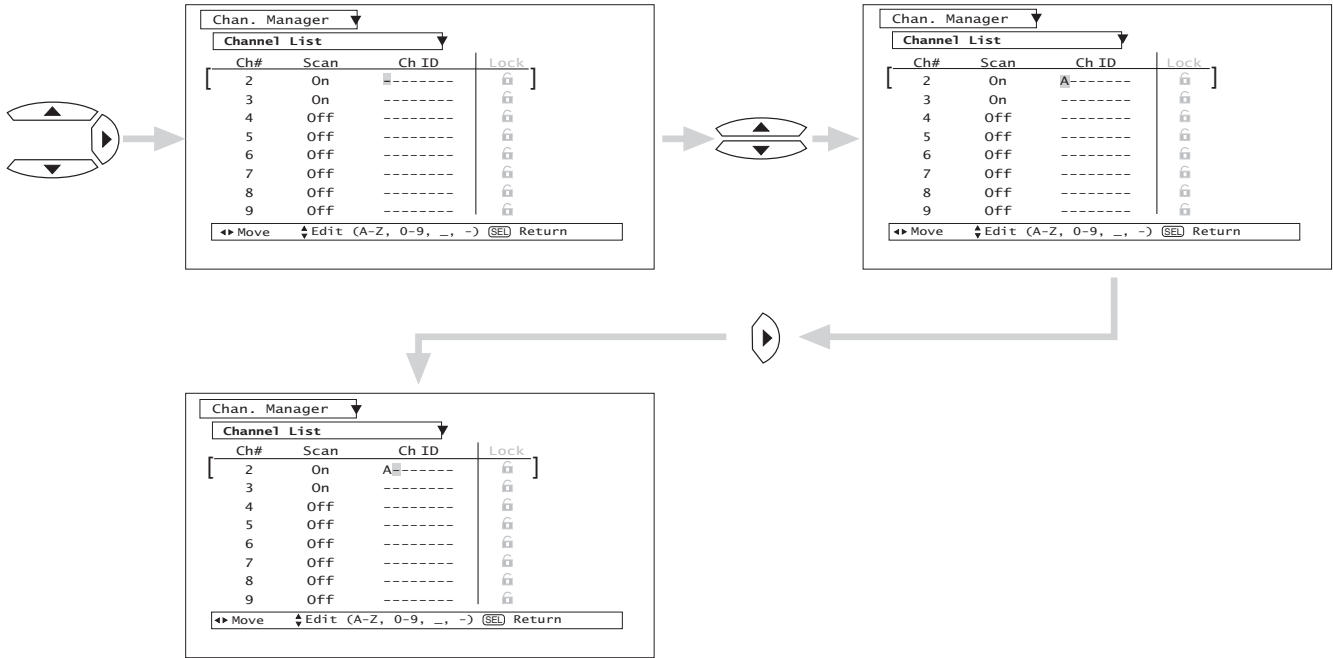 Chan. Manager
Channel List
Ch# Scan Ch ID Lock
[ 2 On -------- ]
3 On --------
4 Off --------
5 Off --------
6 Off --------
7 Off --------
8 Off --------
9 Off --------
Move Edit (A-Z, 0-9, _, -) SEL Return
Chan. Manager
Channel List
Ch# Scan Ch ID Lock
[ 2 On A------- ]
3 On --------
4 Off --------
5 Off --------
6 Off --------
7 Off --------
8 Off --------
9 Off --------
Move Edit (A-Z, 0-9, _, -) SEL Return
Chan. Manager
Channel List
Ch# Scan Ch ID Lock
[ 2 On A------- ]
3 On --------
4 Off --------
5 Off --------
6 Off --------
7 Off --------
8 Off --------
9 Off --------
Move Edit (A-Z, 0-9, _, -) SEL Return